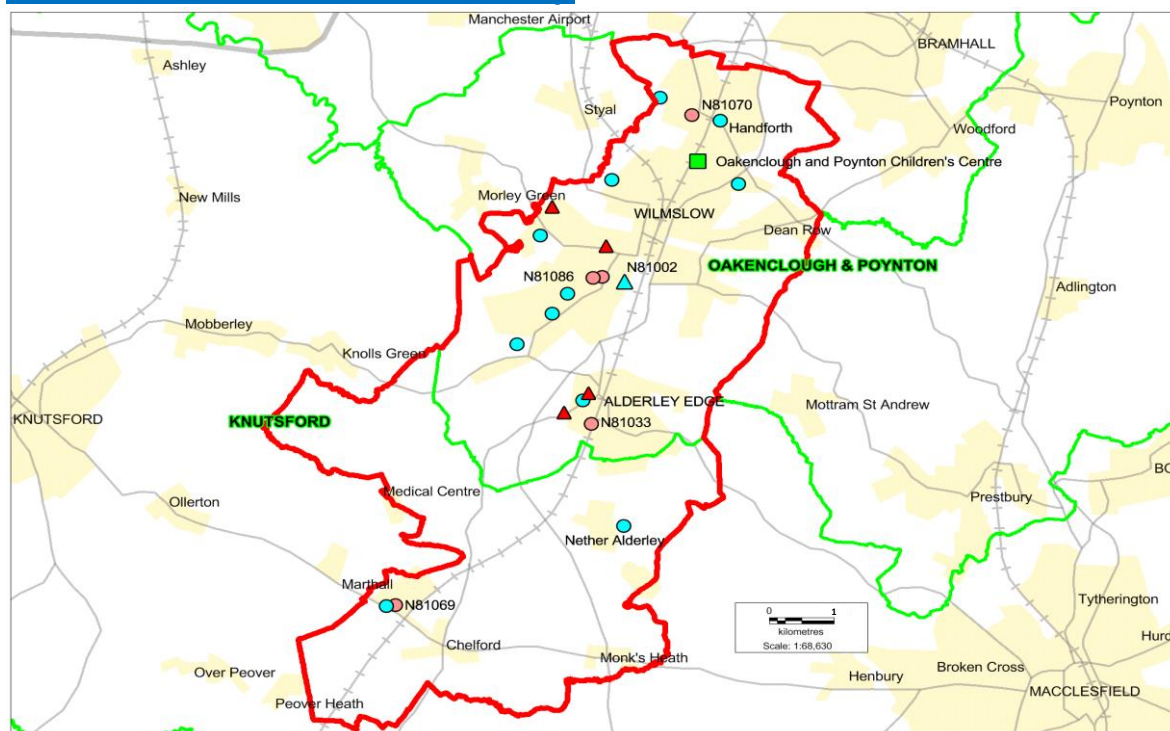 Manchester Airport
BRAMHALL
Ashley
Poynton
Styal
N81070
Woodford
Handforth
Oakenclough and Poynton Children's Centre
New Mills
Morley Green
WILMSLOW
Dean Row
OAKENCLOUGH & POYNTON
N81086
N81002
Adlington
Mobberley
Knolls Green
KNUTSFORD
KNUTSFORD
ALDERLEY EDGE
Mottram St Andrew
N81033
Medical Centre
Ollerton
Prestbury
Nether Alderley
Marthall
N81069
Tytherington
0 1
kilometres
Scale: 1:68,630
Chelford
Monk's Heath
Over Peover
Henbury
Broken Cross
MACCLESFIELD
Peover Heath